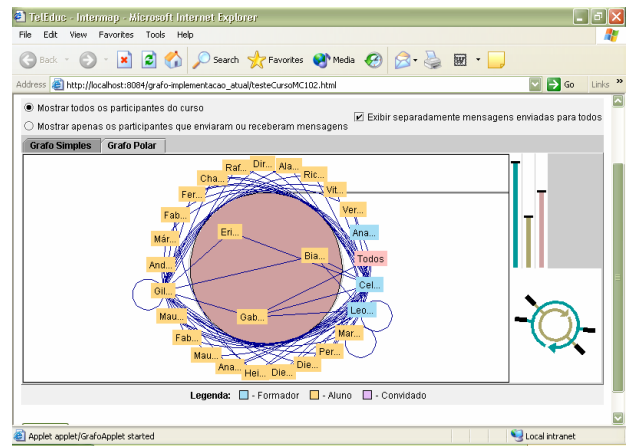 TelEduc - Intermap - Microsoft Internet Explorer
File Edit View Favorites Tools Help
Back Search Favorites Media
Address http://localhost:8084/grafo-implementacao_atual/testeCursoMC102.html Go Links »
Mostrar todos os participantes do curso
Exibir separadamente mensagens enviadas para todos
Mostrar apenas os participantes que enviaram ou receberam mensagens
Grafo Simples Grafo Polar
Raf... Dir... Ala...
Cha... Ric...
Fer... Vit...
Fab... Ver...
Eri... Ana...
Már...
Bia... Todos
And...
Gil... Cel...
Mau... Gab... Leo...
Fab... Mar...
Mau... Per...
Ana... Hei... Die... Die...
Legenda: - Formador - Aluno - Convidado
Applet applet/GrafoApplet started Local intranet